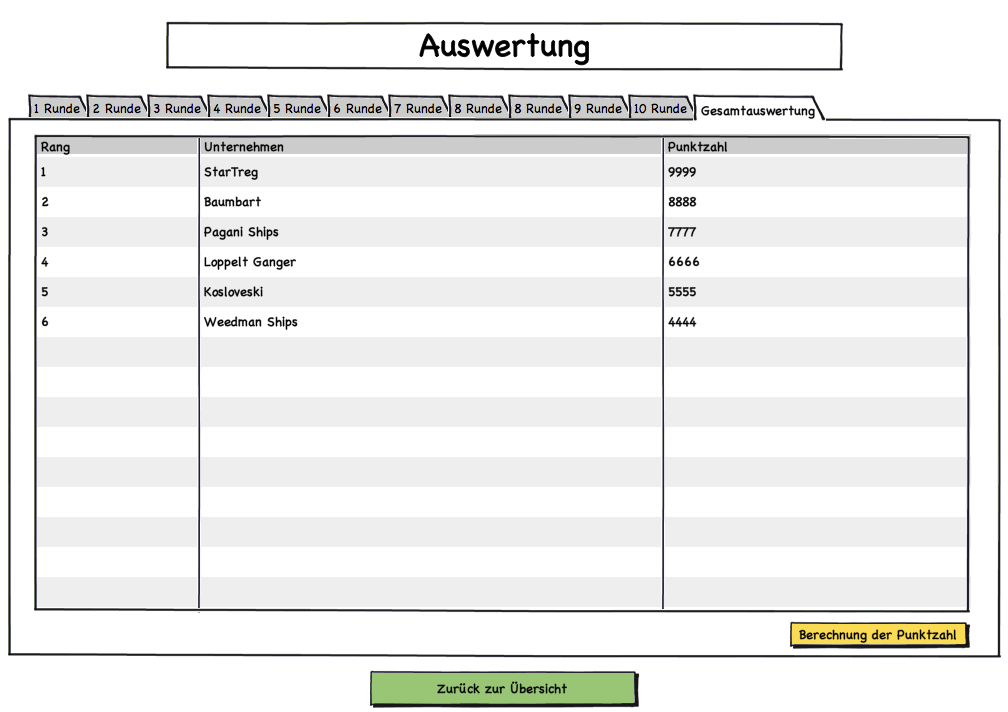 Auswertung
1 Runde 2 Runde 3 Runde 4 Runde 5 Runde 6 Runde 7 Runde 8 Runde 8 Runde 9 Runde 10 Runde Gesamtauswertung
Rang Unternehmen Punktzahl
1 StarTreg 9999
2 Baumbart 8888
3 Pagani Ships 7777
4 Loppelt Ganger 6666
5 Kosloveski 5555
6 Weedman Ships 4444
Berechnung der Punktzahl
Zurück zur Übersicht